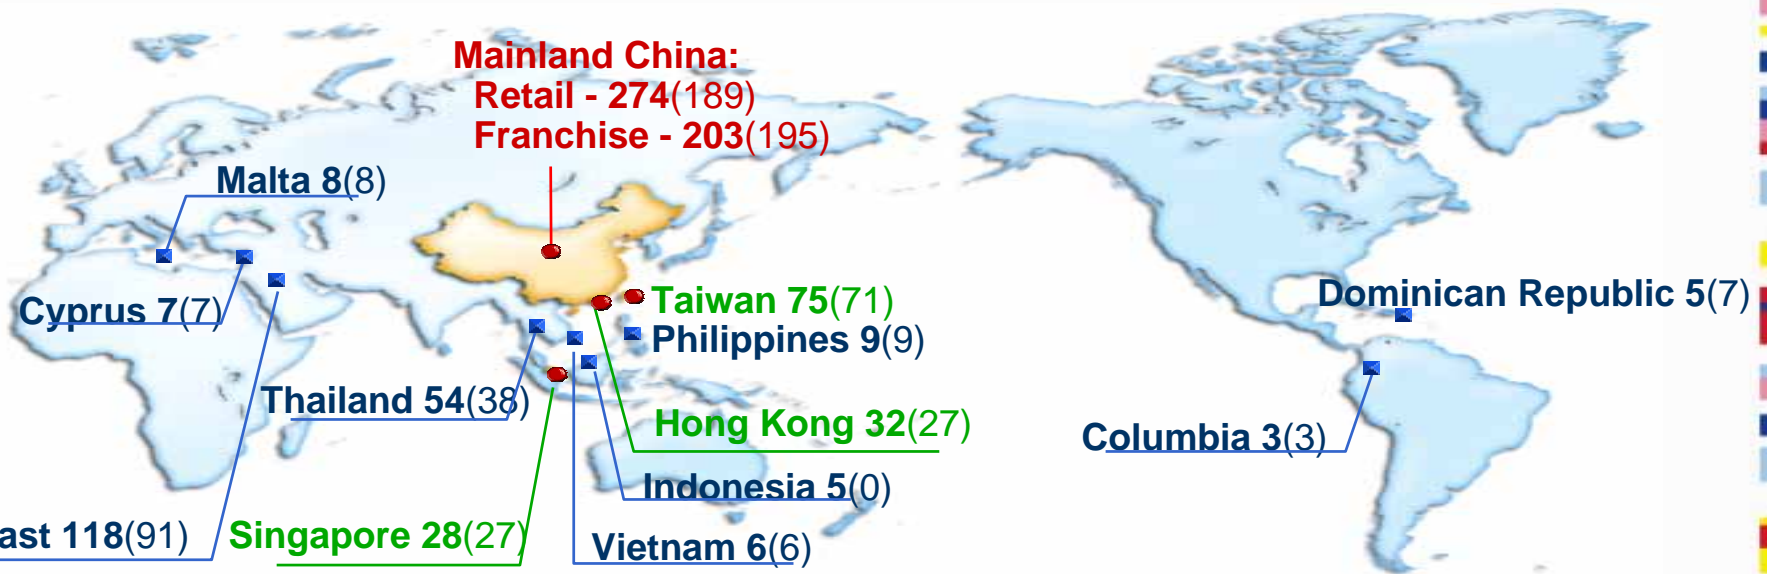 Mainland China:
Retail - 274(189)
Franchise - 203(195)
Malta 8(8)
Cyprus 7(7)
Taiwan 75(71)
Philippines 9(9)
Dominican Republic 5(7)
Thailand 54(38)
Hong Kong 32(27)
Columbia 3(3)
Indonesia 5(0)
ast 118(91)
Singapore 28(27)
Vietnam 6(6)